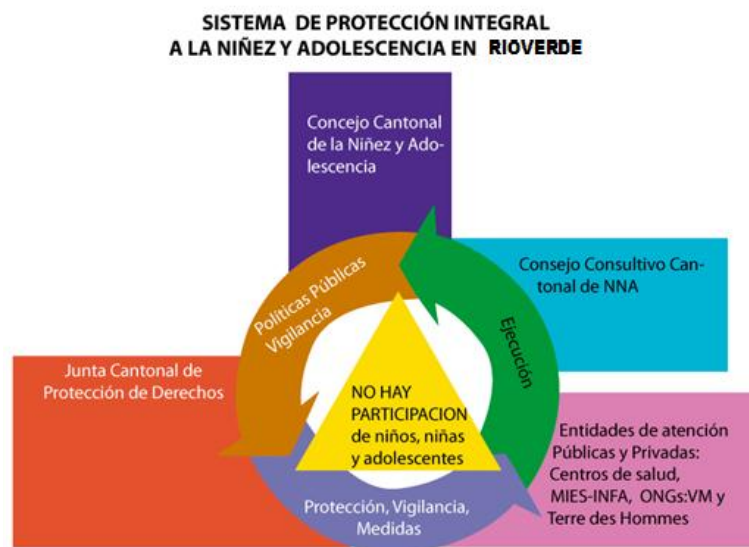 SISTEMA DE PROTECCIÓN INTEGRAL
A LA NIÑEZ Y ADOLESCENCIA EN RIOVERDE
Concejo Cantonal
de la Niñez y Ado-
lescencia
Políticas Públicas
Vigilancia
Consejo Consultivo Can-
tonal de NNA
Ejecución
Junta Cantonal de
Protección de Derechos
NO HAY
PARTICIPACION
de niños, niñas
y adolescentes
Entidades de atención
Públicas y Privadas:
Centros de salud,
MIES-INFA, ONGs:VM y
Terre des Hommes
Protección, Vigilancia,
Medidas